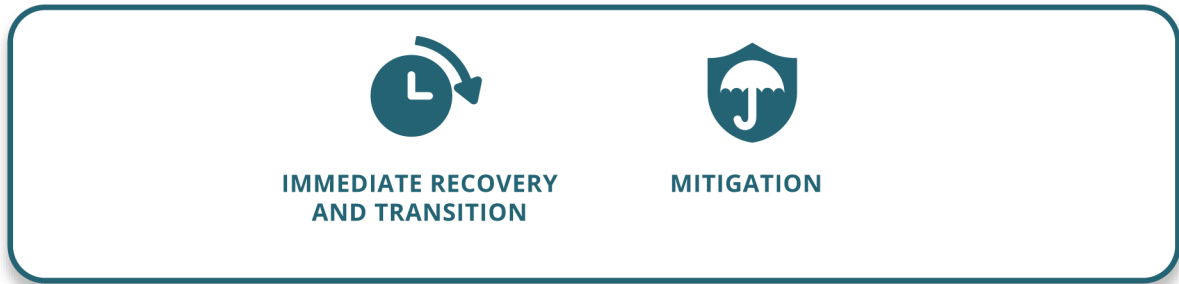 IMMEDIATE RECOVERY
AND TRANSITION
MITIGATION